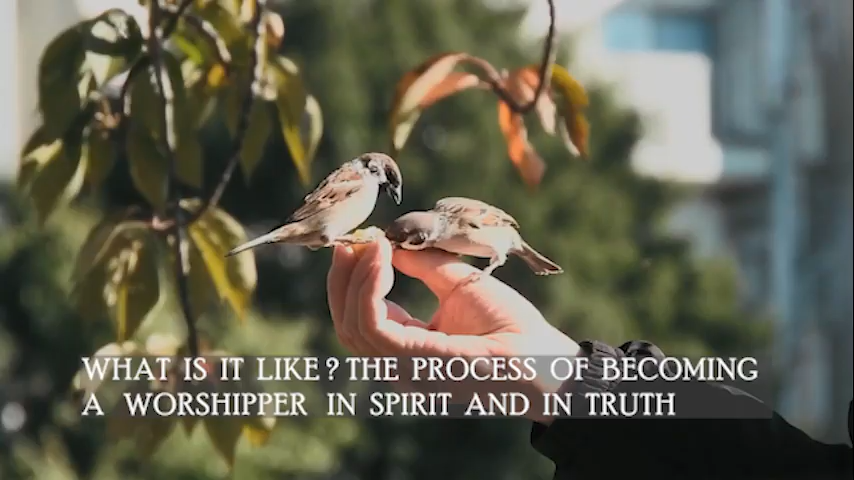 WHAT IS IT LIKE? THE PROCESS OF BECOMING
A WORSHIPPER IN SPIRIT AND IN TRUTH